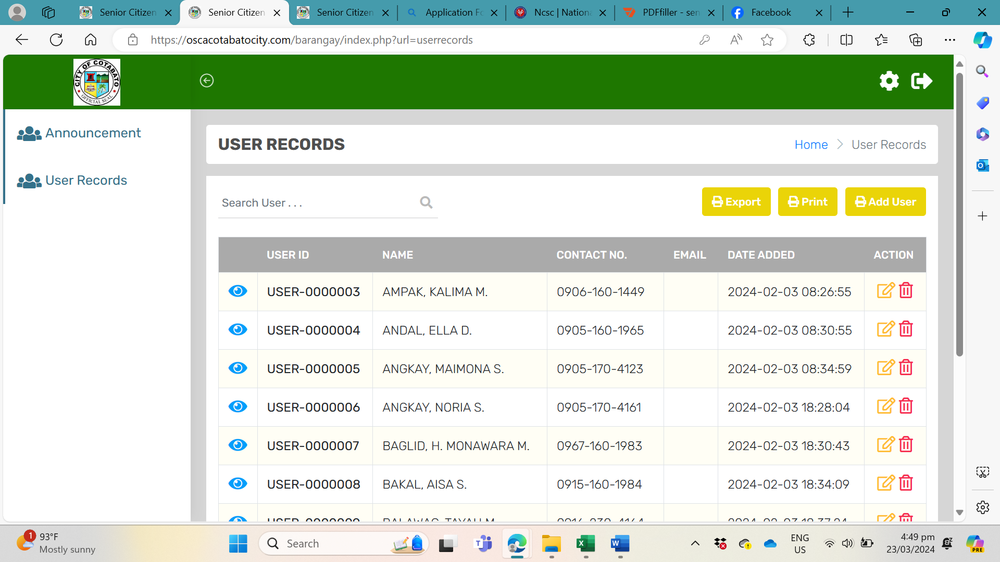 Senior Citizen
Senior Citizen
Senior Citizen
Application Fo
Ncsc | Nationa
PDFfiller - sen
Facebook
https://oscacotabatocity.com/barangay/index.php?url=userrecords
CITY OF COTABATO
OFFICIAL SEAL
Announcement
User Records
USER RECORDS
Home > User Records
Search User . . .
Export
Print
Add User
USER ID NAME CONTACT NO. EMAIL DATE ADDED ACTION
USER-0000003 AMPAK, KALIMA M. 0906-160-1449 2024-02-03 08:26:55
USER-0000004 ANDAL, ELLA D. 0905-160-1965 2024-02-03 08:30:55
USER-0000005 ANGKAY, MAIMONA S. 0905-170-4123 2024-02-03 08:34:59
USER-0000006 ANGKAY, NORIA S. 0905-170-4161 2024-02-03 18:28:04
USER-0000007 BAGLID, H. MONAWARA M. 0967-160-1983 2024-02-03 18:30:43
USER-0000008 BAKAL, AISA S. 0915-160-1984 2024-02-03 18:34:09
1
93°F
Mostly sunny
Search
ENG
US
4:49 pm
23/03/2024
PRE